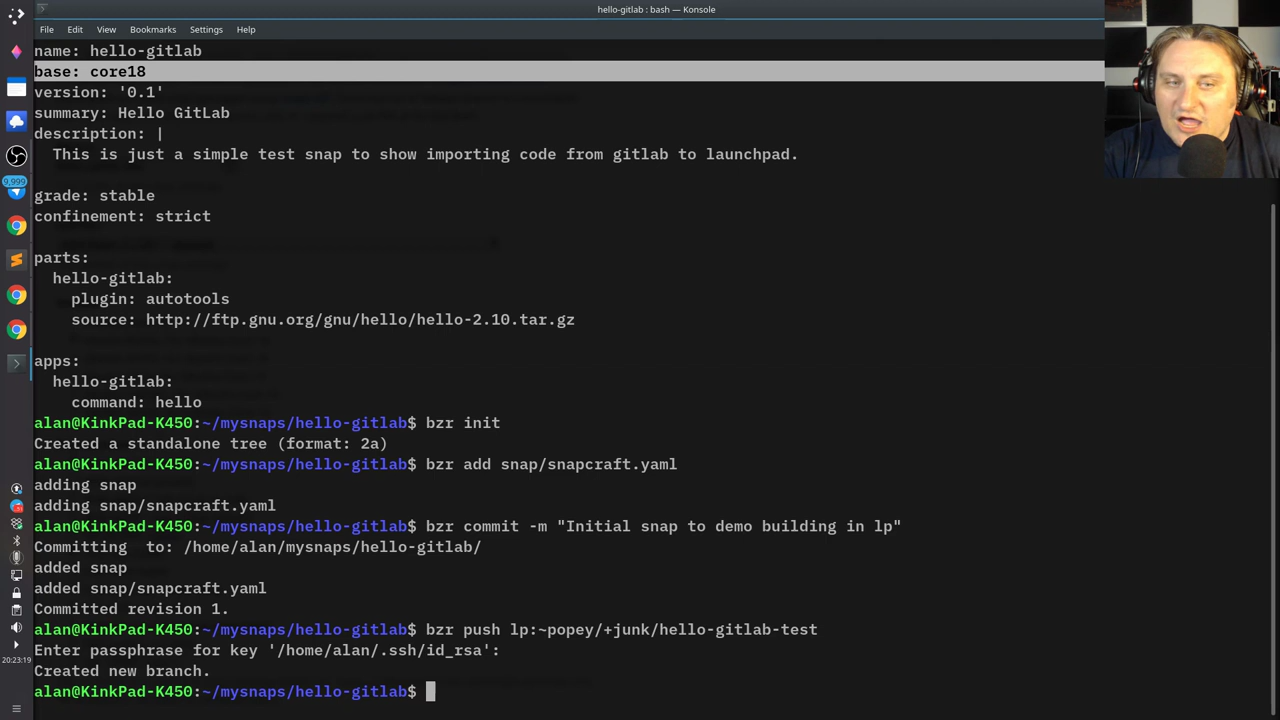 hello-gitlab : bash — Konsole
File Edit View Bookmarks Settings Help
name: hello-gitlab
base: core18
version: '0.1'
summary: Hello GitLab
description: |
This is just a simple test snap to show importing code from gitlab to launchpad.
grade: stable
confinement: strict
parts:
hello-gitlab:
plugin: autotools
source: http://ftp.gnu.org/gnu/hello/hello-2.10.tar.gz
apps:
hello-gitlab:
command: hello
alan@KinkPad-K450:~/mysnaps/hello-gitlab$ bzr init
Created a standalone tree (format: 2a)
alan@KinkPad-K450:~/mysnaps/hello-gitlab$ bzr add snap/snapcraft.yaml
adding snap
adding snap/snapcraft.yaml
alan@KinkPad-K450:~/mysnaps/hello-gitlab$ bzr commit -m "Initial snap to demo building in lp"
Committing to: /home/alan/mysnaps/hello-gitlab/
added snap
added snap/snapcraft.yaml
Committed revision 1.
alan@KinkPad-K450:~/mysnaps/hello-gitlab$ bzr push lp:~popey/+junk/hello-gitlab-test
Enter passphrase for key '/home/alan/.ssh/id_rsa':
Created new branch.
alan@KinkPad-K450:~/mysnaps/hello-gitlab$
9,999
20:23:19